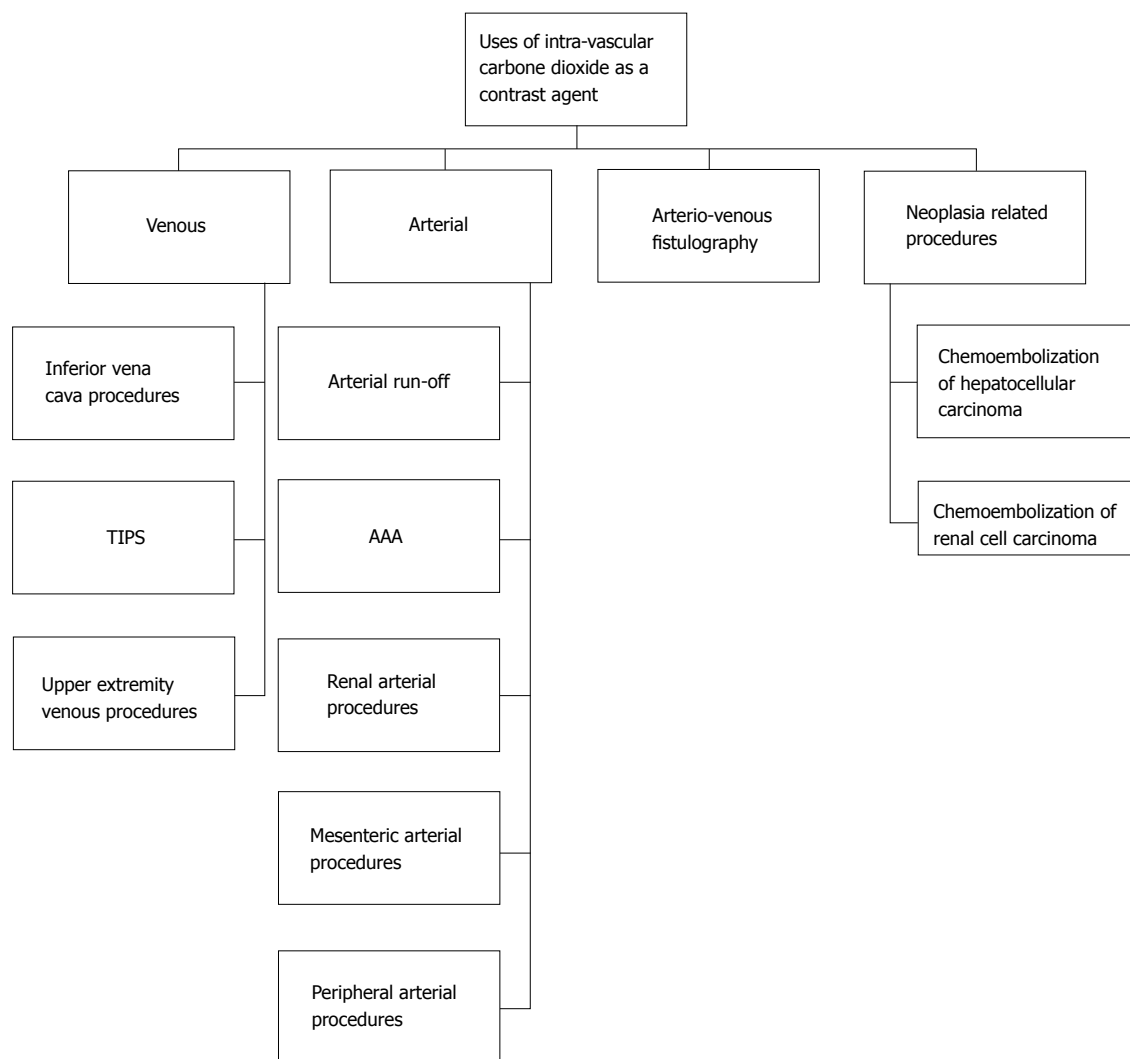 Uses of intra-vascular
carbone dioxide as a
contrast agent
Venous
Arterial
Arterio-venous
fistulography
Neoplasia related
procedures
Inferior vena
cava procedures
TIPS
Upper extremity
venous procedures
Arterial run-off
AAA
Renal arterial
procedures
Mesenteric arterial
procedures
Peripheral arterial
procedures
Chemoembolization
of hepatocellular
carcinoma
Chemoembolization of
renal cell carcinoma